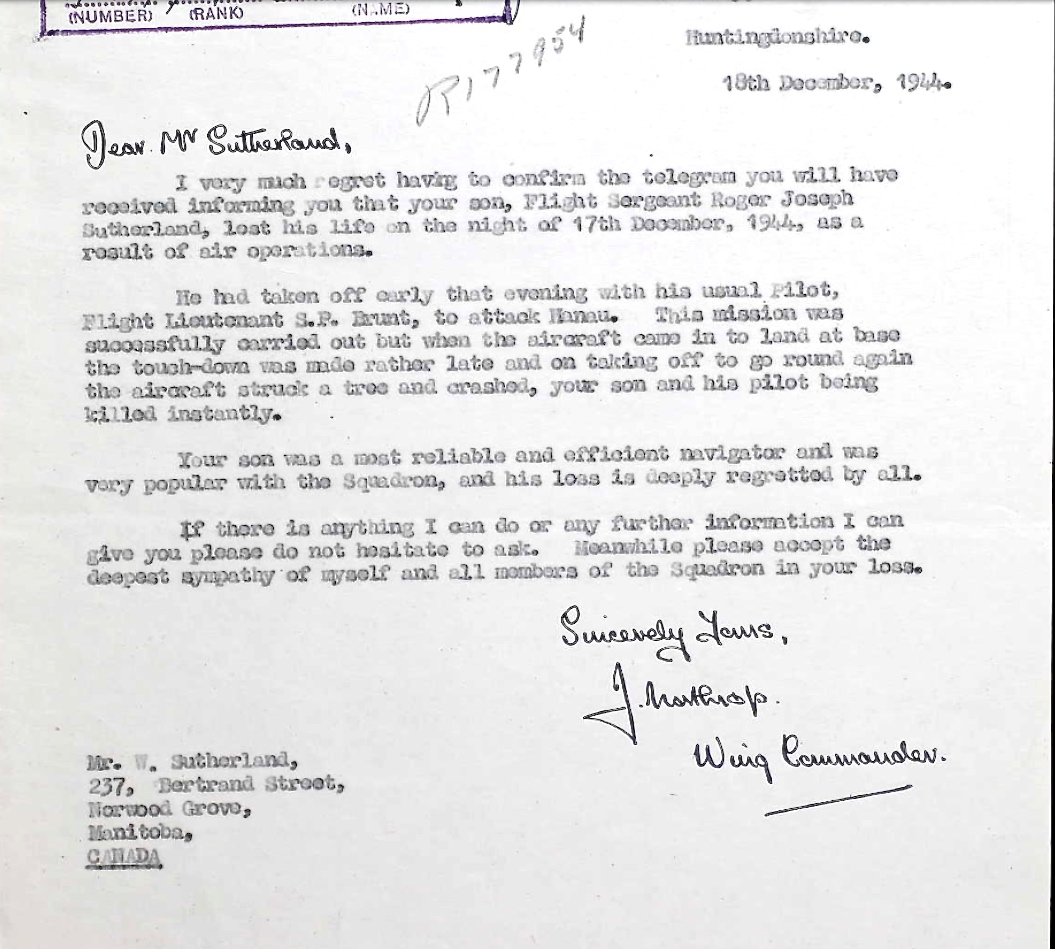 (NUMBER) (RANK) (NAME)
R177954
Huntingdonshire.
18th December, 1944.
Dear Mr Sutherland,
I very much regret having to confirm the telegram you will have
received informing you that your son, Flight Sergeant Roger Joseph
Sutherland, lost his life on the night of 17th December, 1944, as a
result of air operations.
He had taken off early that evening with his usual Pilot,
Flight Lieutenant S.P. Brunt, to attack Hanau. This mission was
successfully carried out but when the aircraft came in to land at base
the touch-down was made rather late and on taking off to go round again
the aircraft struck a tree and crashed, your son and his pilot being
killed instantly.
Your son was a most reliable and efficient navigator and was
very popular with the Squadron, and his loss is deeply regretted by all.
If there is anything I can do or any further information I can
give you please do not hesitate to ask. Meanwhile please accept the
deepest sympathy of myself and all members of the Squadron in your loss.
Sincerely Yours,
J. Northrop.
Wing Commander.
Mr. W. Sutherland,
237, Bertrand Street,
Norwood Grove,
Manitoba,
CANADA